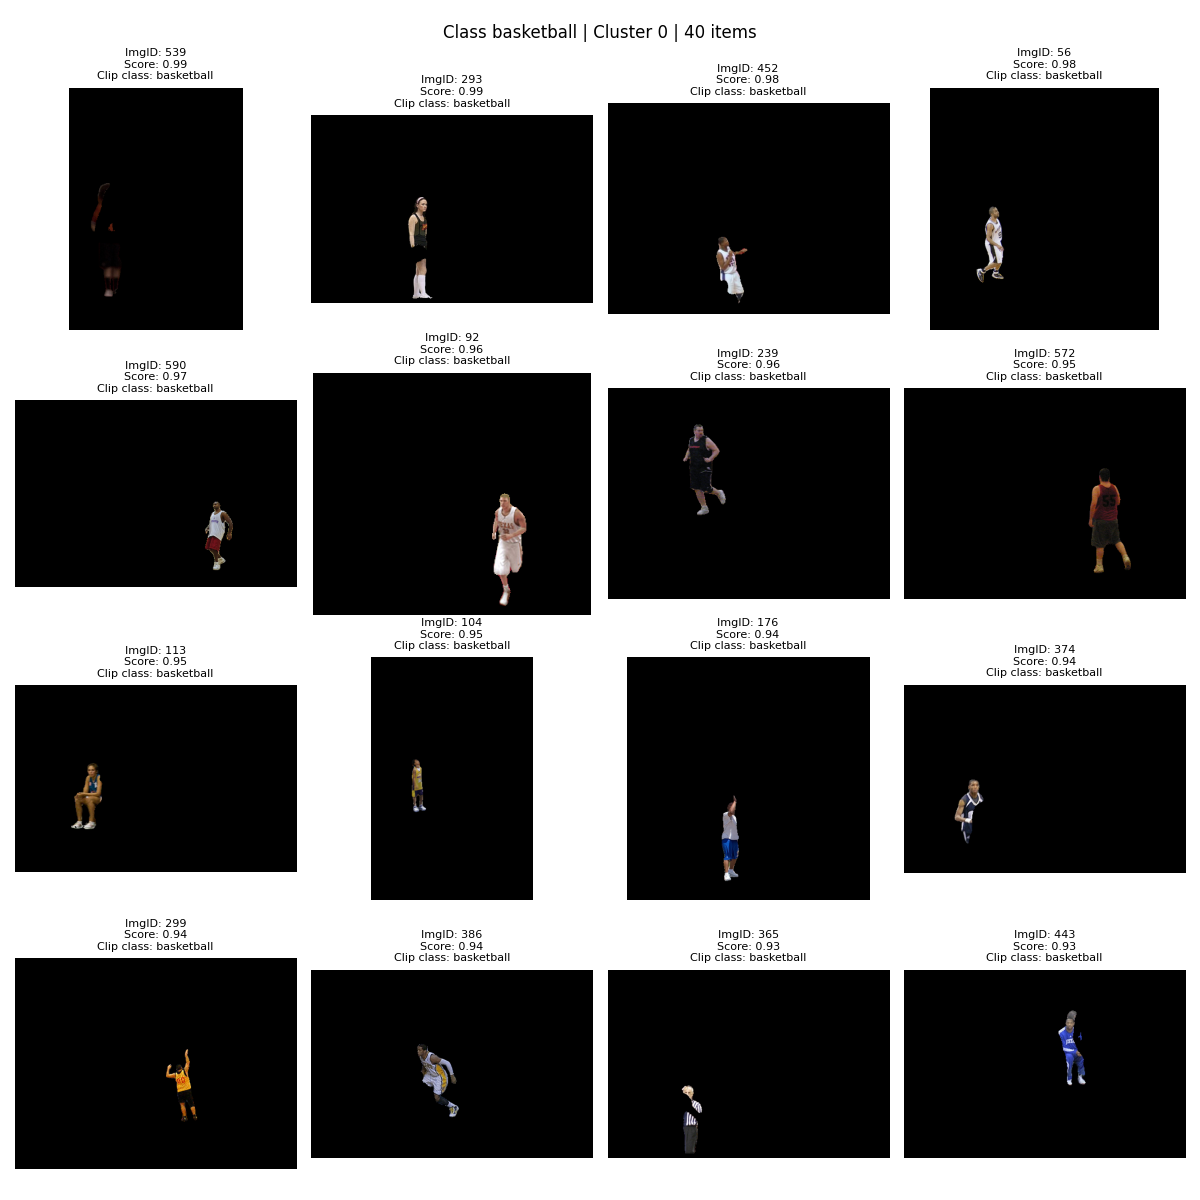 Class basketball | Cluster 0 | 40 items
ImgID: 539
Score: 0.99
Clip class: basketball
ImgID: 293
Score: 0.99
Clip class: basketball
ImgID: 452
Score: 0.98
Clip class: basketball
ImgID: 56
Score: 0.98
Clip class: basketball
ImgID: 590
Score: 0.97
Clip class: basketball
ImgID: 92
Score: 0.96
Clip class: basketball
ImgID: 239
Score: 0.96
Clip class: basketball
ImgID: 572
Score: 0.95
Clip class: basketball
55
ImgID: 113
Score: 0.95
Clip class: basketball
ImgID: 104
Score: 0.95
Clip class: basketball
ImgID: 176
Score: 0.94
Clip class: basketball
ImgID: 374
Score: 0.94
Clip class: basketball
ImgID: 299
Score: 0.94
Clip class: basketball
ImgID: 386
Score: 0.94
Clip class: basketball
ImgID: 365
Score: 0.93
Clip class: basketball
ImgID: 443
Score: 0.93
Clip class: basketball